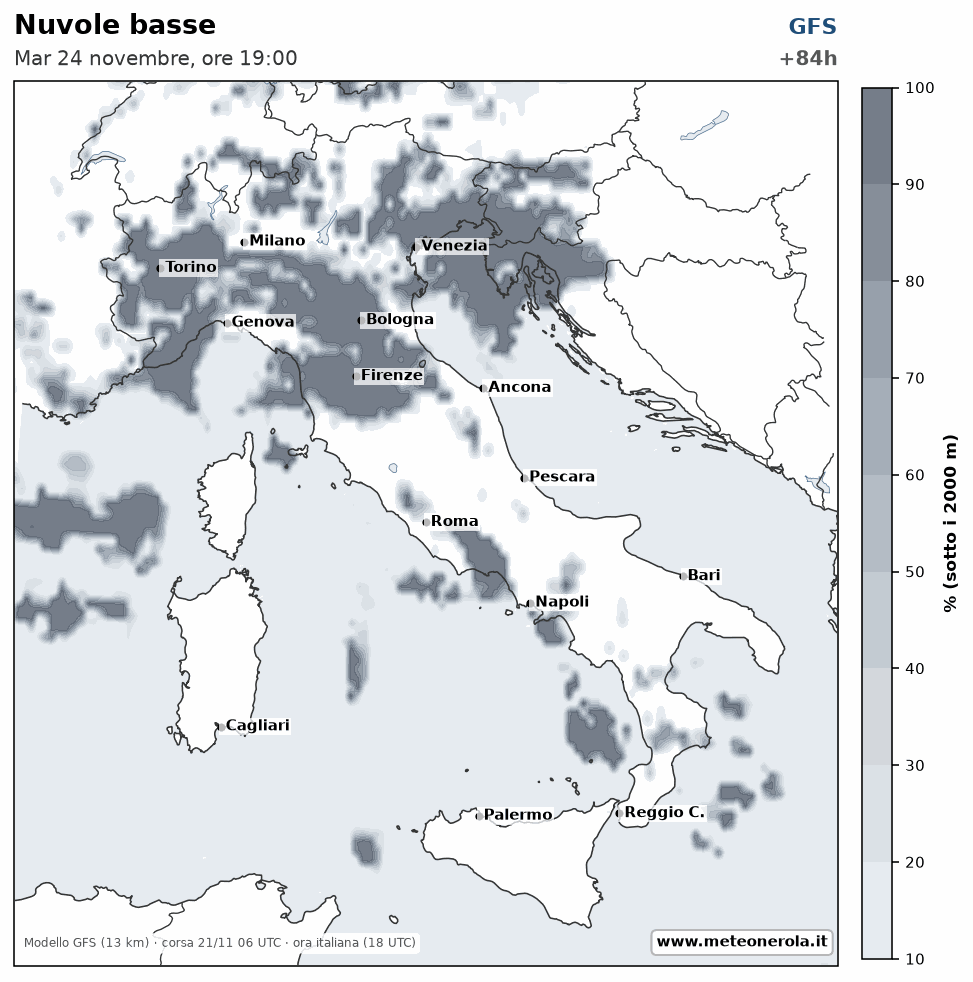 Nuvole basse
GFS
Mar 24 novembre, ore 19:00
+84h
Milano
Venezia
Torino
Genova
Bologna
Firenze
Ancona
Pescara
Roma
Bari
Napoli
Cagliari
Palermo
Reggio C.
Modello GFS (13 km) · corsa 21/11 06 UTC · ora italiana (18 UTC)
www.meteonerola.it
100
90
80
70
60
50
40
30
20
10
% (sotto i 2000 m)